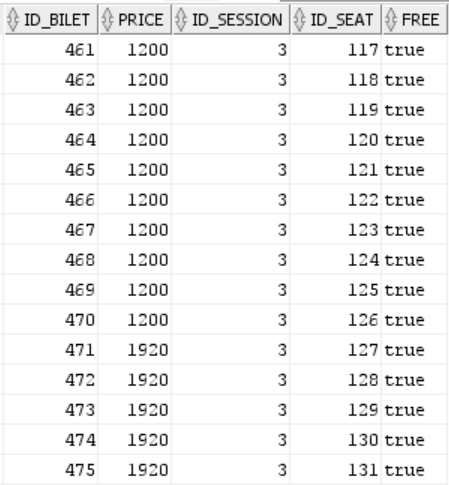 ID_BILET PRICE ID_SESSION ID_SEAT FREE
461 1200 3 117 true
462 1200 3 118 true
463 1200 3 119 true
464 1200 3 120 true
465 1200 3 121 true
466 1200 3 122 true
467 1200 3 123 true
468 1200 3 124 true
469 1200 3 125 true
470 1200 3 126 true
471 1920 3 127 true
472 1920 3 128 true
473 1920 3 129 true
474 1920 3 130 true
475 1920 3 131 true